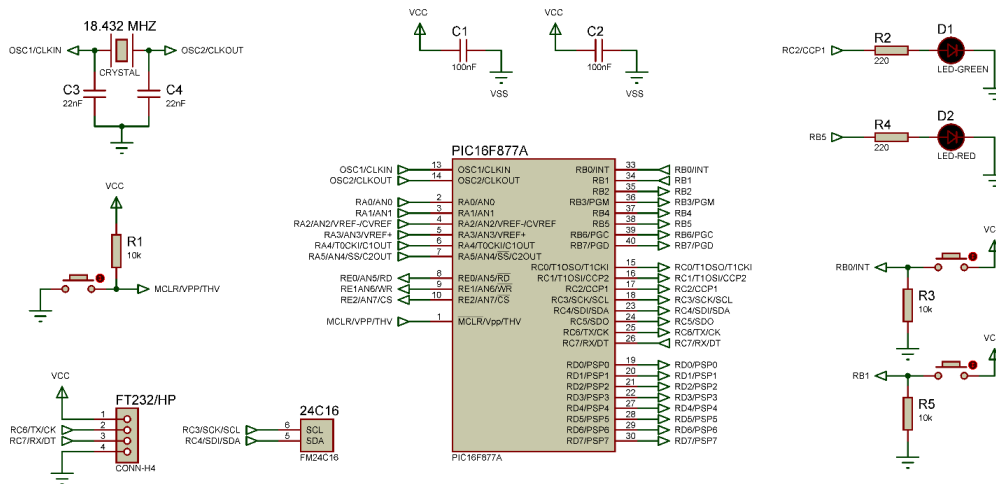 18.432 MHZ
OSC1/CLKIN
OSC2/CLKOUT
CRYSTAL
C3
22nF
C4
22nF
VCC
C1
100nF
VSS
VCC
C2
100nF
VSS
RC2/CCP1
R2
220
D1
LED-GREEN
RB5
R4
220
D2
LED-RED
VCC
R1
10k
MCLR/VPP/THV
PIC16F877A
OSC1/CLKIN 13 OSC1/CLKIN
OSC2/CLKOUT 14 OSC2/CLKOUT
RA0/AN0 2 RA0/AN0
RA1/AN1 3 RA1/AN1
RA2/AN2/VREF-/CVREF 4 RA2/AN2/VREF-/CVREF
RA3/AN3/VREF+ 5 RA3/AN3/VREF+
RA4/T0CKI/C1OUT 6 RA4/T0CKI/C1OUT
RA5/AN4/SS/C2OUT 7 RA5/AN4/SS/C2OUT
RE0/AN5/RD 8 RE0/AN5/RD
RE1AN6/WR 9 RE1/AN6/WR
RE2/AN7/CS 10 RE2/AN7/CS
MCLR/VPP/THV 1 MCLR/Vpp/THV
RB0/INT 33 RB0/INT
RB1 34 RB1
RB2 35 RB2
RB3/PGM 36 RB3/PGM
RB4 37 RB4
RB5 38 RB5
RB6/PGC 39 RB6/PGC
RB7/PGD 40 RB7/PGD
RC0/T1OSO/T1CKI 15 RC0/T1DSO/T1CKI
RC1/T1OSI/CCP2 16 RC1/T1OSI/CCP2
RC2/CCP1 17 RC2/CCP1
RC3/SCK/SCL 18 RC3/SCK/SCL
RC4/SDI/SDA 23 RC4/SDI/SDA
RC5/SDO 24 RC5/SDO
RC6/TX/CK 25 RC6/TX/CK
RC7/RX/DT 26 RC7/RX/DT
RD0/PSP0 19 RD0/PSP0
RD1/PSP1 20 RD1/PSP1
RD2/PSP2 21 RD2/PSP2
RD3/PSP3 22 RD3/PSP3
RD4/PSP4 27 RD4/PSP4
RD5/PSP5 28 RD5/PSP5
RD6/PSP6 29 RD6/PSP6
RD7/PSP7 30 RD7/PSP7
PIC16F877A
RB0/INT
R3
10k
VC
RB1
R5
10k
VC
VCC
FT232/HP
1
RC6/TX/CK 2
RC7/RX/DT 3
4
CONN-H4
24C16
RC3/SCK/SCL 6 SCL
RC4/SDI/SDA 5 SDA
FM24C16